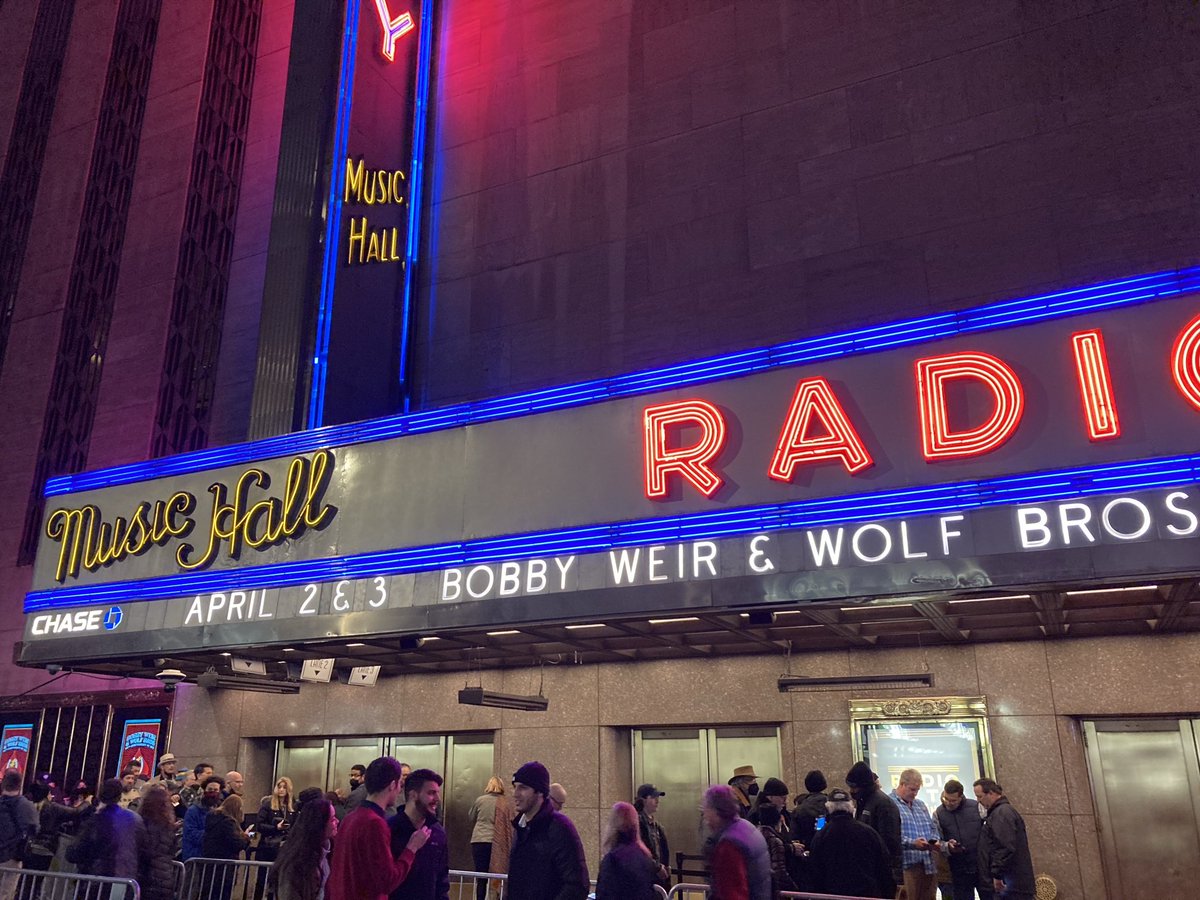 Y
MUSIC
HALL
RADIO
Music Hall
CHASE
APRIL 2 & 3 BOBBY WEIR & WOLF BROS